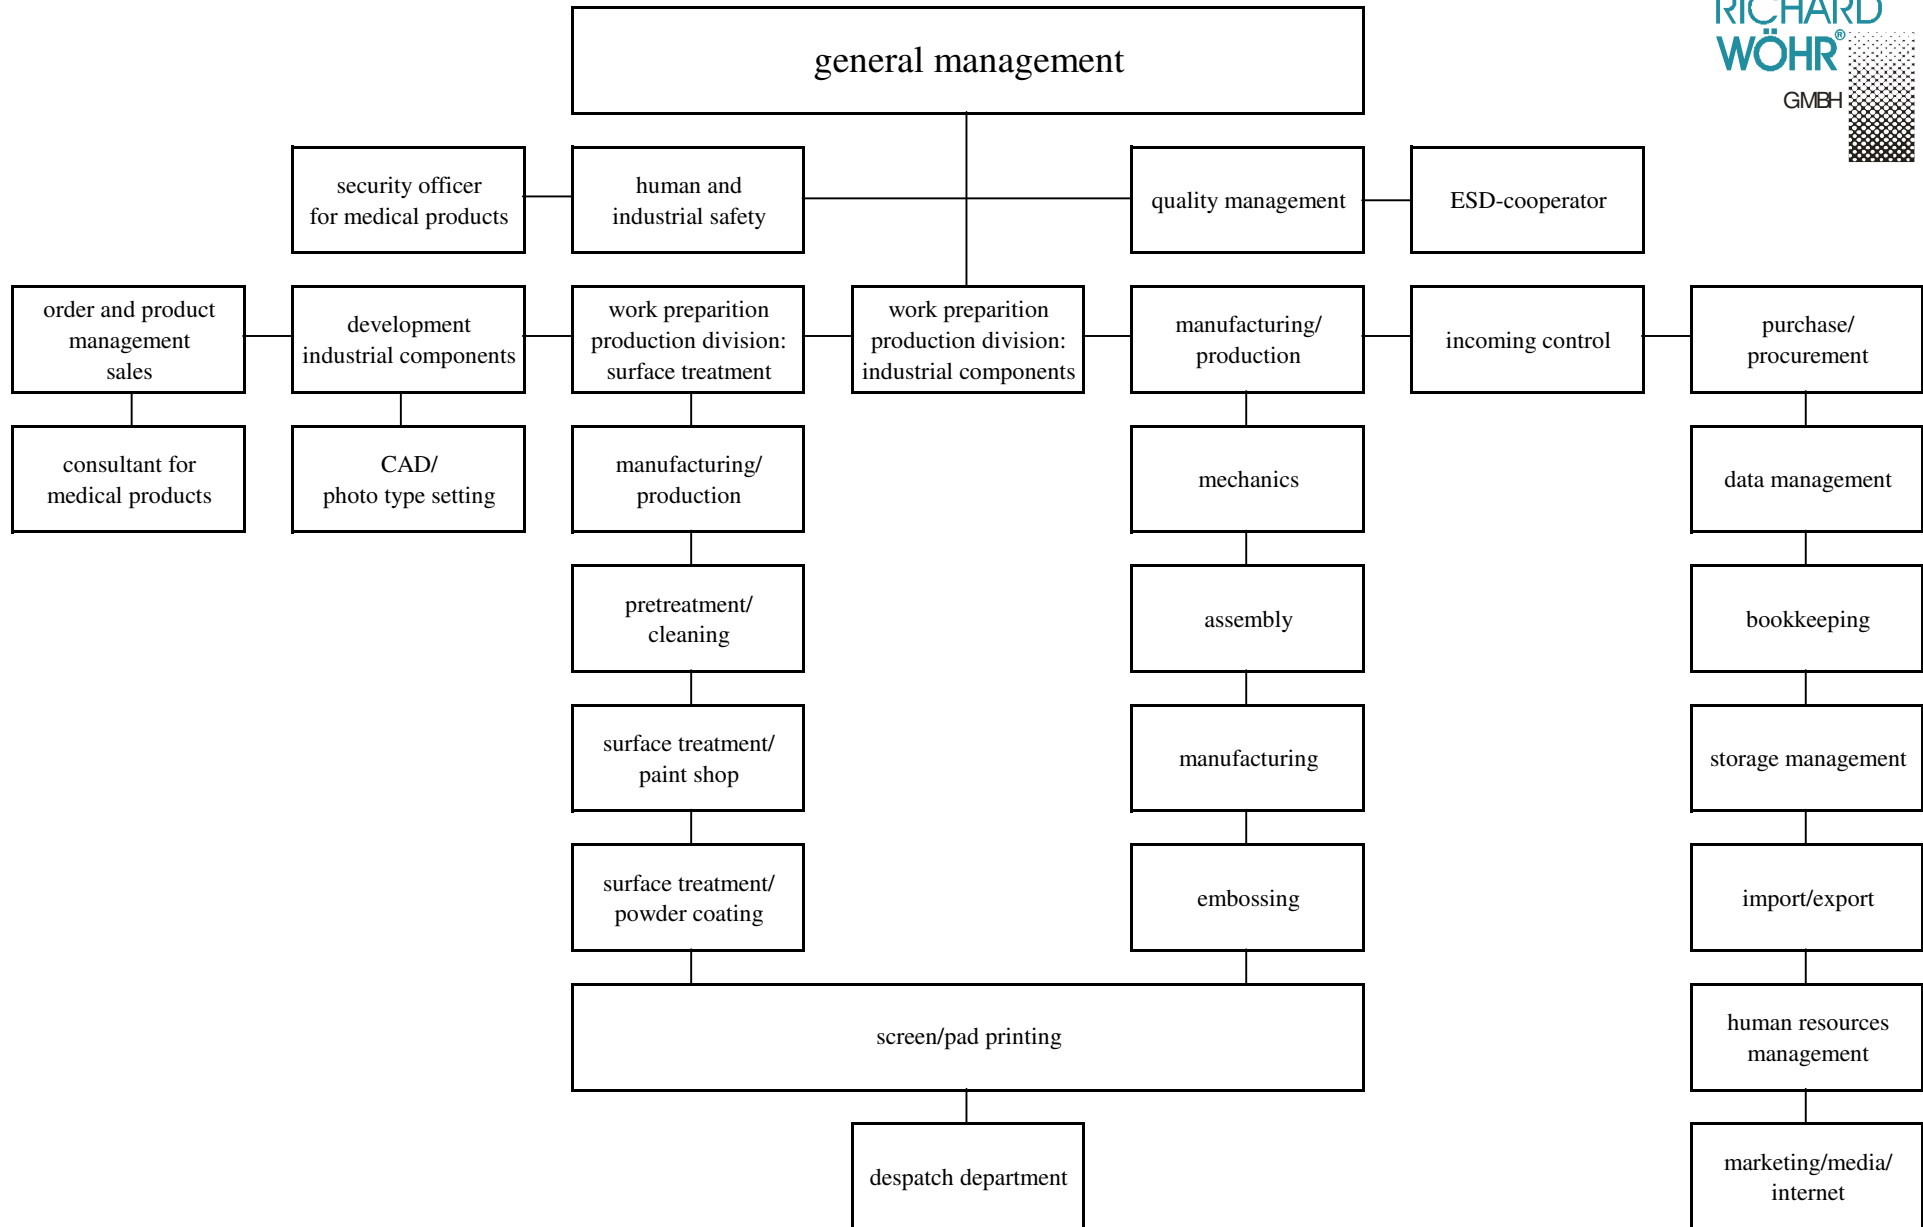 RICHARD
WÖHR®
GMBH
general management
security officer
for medical products
human and
industrial safety
quality management
ESD-cooperator
order and product
management
sales
development
industrial components
work preparition
production division:
surface treatment
work preparition
production division:
industrial components
manufacturing/
production
incoming control
purchase/
procurement
consultant for
medical products
CAD/
photo type setting
manufacturing/
production
mechanics
data management
pretreatment/
cleaning
assembly
bookkeeping
surface treatment/
paint shop
manufacturing
storage management
surface treatment/
powder coating
embossing
import/export
screen/pad printing
human resources
management
despatch department
marketing/media/
internet